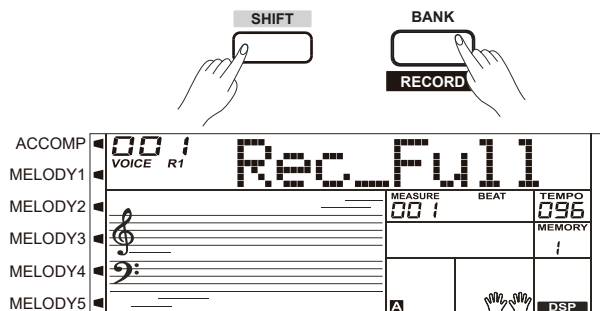 SHIFT
BANK
RECORD
ACCOMP
MELODY1
MELODY2
MELODY3
MELODY4
MELODY5
001
VOICE R1
Rec_Full
MEASURE BEAT TEMPO
001 096
MEMORY
1
A
DSP